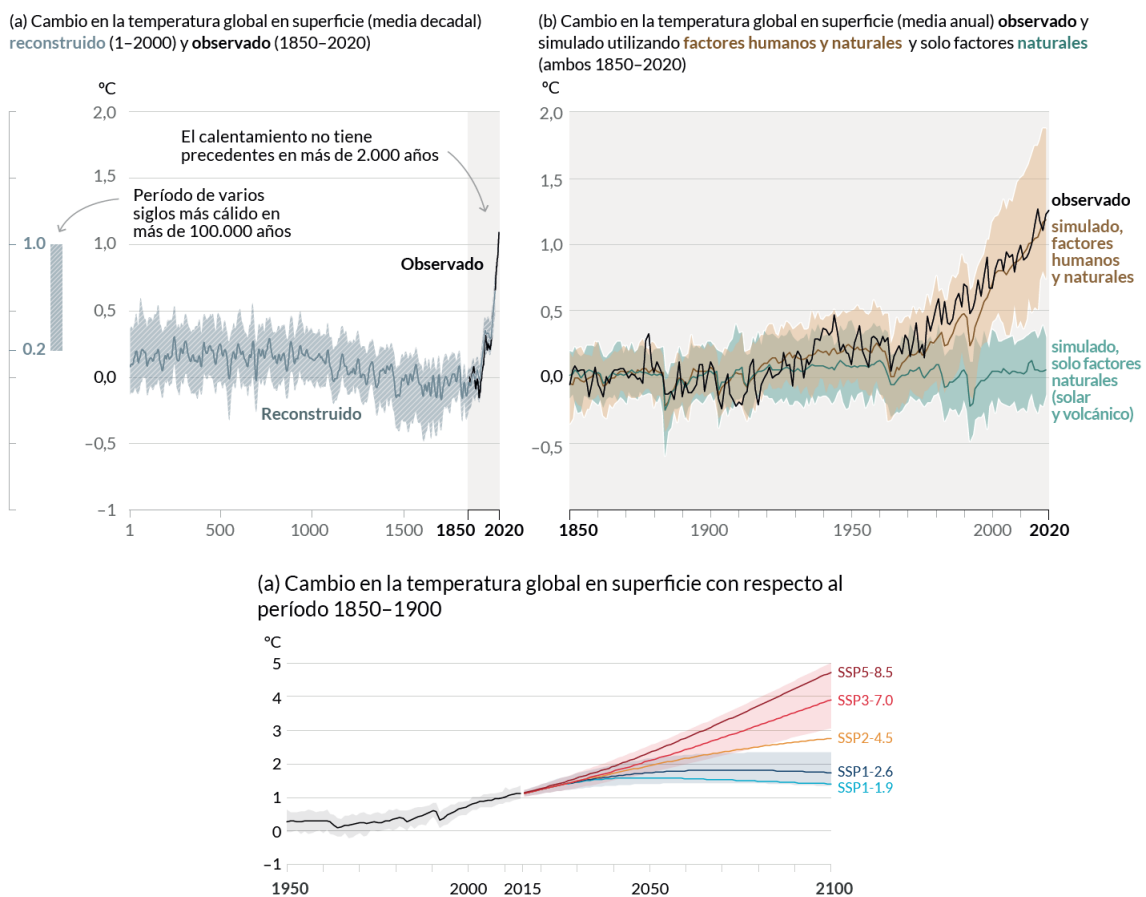 (a) Cambio en la temperatura global en superficie (media decadal)
reconstruido (1–2000) y observado (1850–2020)
ºC
2,0
1,5
1,0
0,5
0,0
–0,5
–1
1.0
0.2
El calentamiento no tiene
precedentes en más de 2.000 años
Período de varios
siglos más cálido en
más de 100.000 años
Observado
Reconstruido
1
500
1000
1500
1850
2020
(b) Cambio en la temperatura global en superficie (media anual) observado y
simulado utilizando factores humanos y naturales y solo factores naturales
(ambos 1850–2020)
ºC
2,0
1,5
1,0
0,5
0,0
–0,5
observado
simulado,
factores
humanos
y naturales
simulado,
solo factores
naturales
(solar
y volcánico)
1850
1900
1950
2000
2020
(a) Cambio en la temperatura global en superficie con respecto al
período 1850–1900
ºC
5
4
3
2
1
0
–1
SSP5-8.5
SSP3-7.0
SSP2-4.5
SSP1-2.6
SSP1-1.9
1950
2000
2015
2050
2100